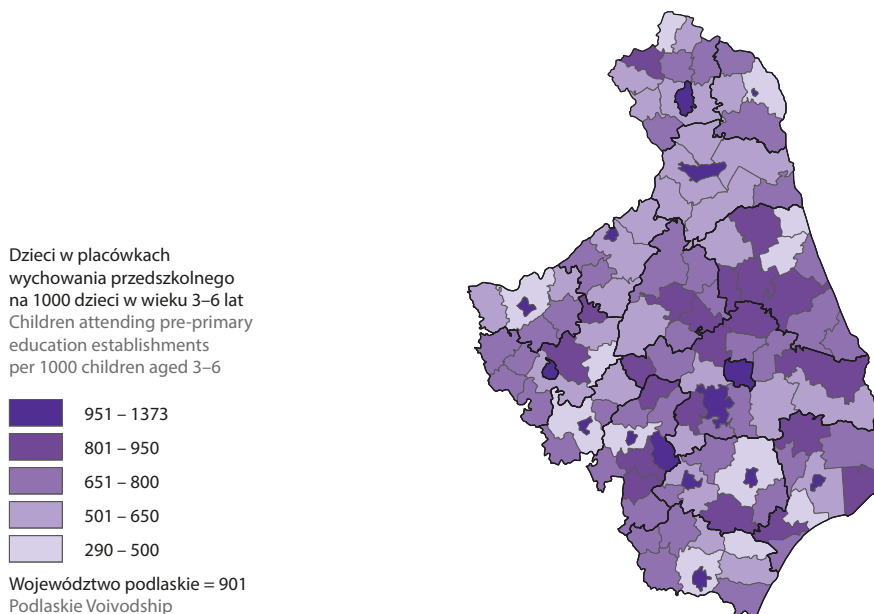 Dzieci w placówkach
wychowania przedszkolnego
na 1000 dzieci w wieku 3–6 lat
Children attending pre-primary
education establishments
per 1000 children aged 3–6
951 – 1373
801 – 950
651 – 800
501 – 650
290 – 500
Województwo podlaskie = 901
Podlaskie Voivodship